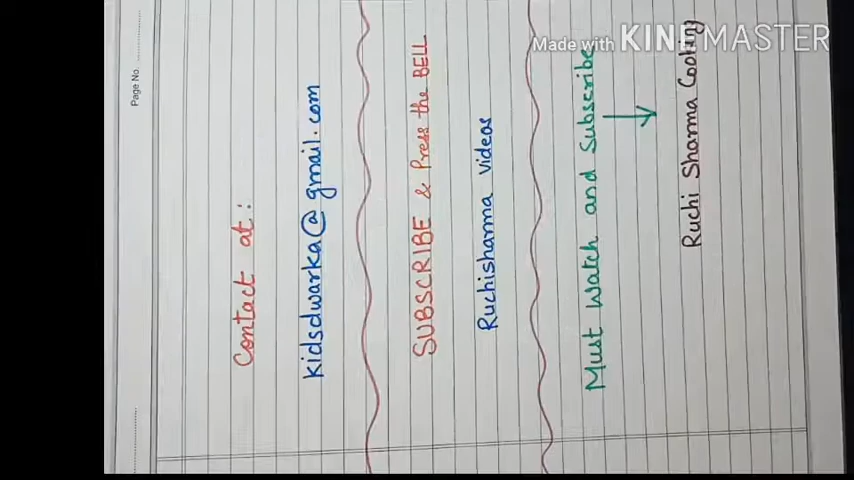 Made with KINEMASTER
Page No. ....................
Contact at:
kidsdwarka@gmail.com
SUBSCRIBE & Press the BELL
Ruchisharma Videos
Must Watch and Subscribe
Ruchi Sharma Cooking